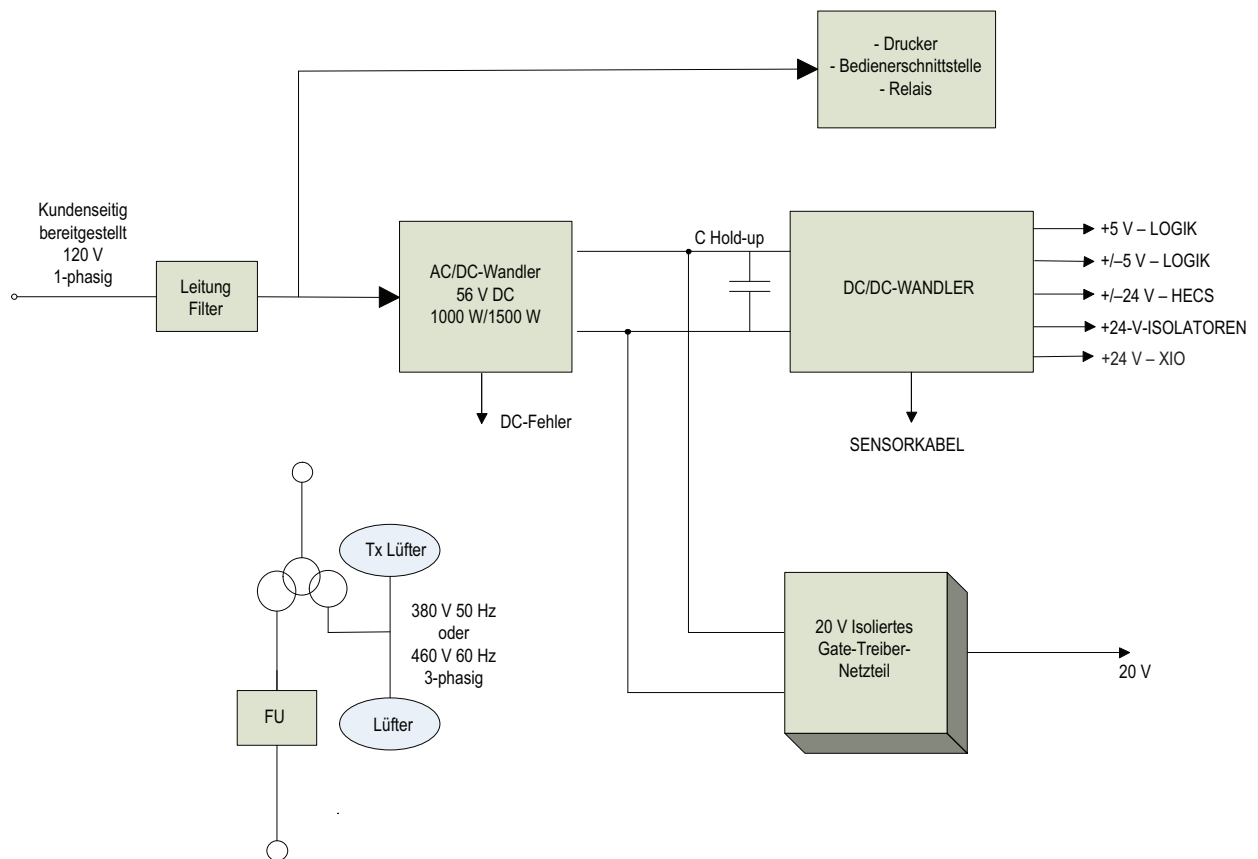 - Drucker
- Bedienerschnittstelle
- Relais
Kundenseitig
bereitgestellt
120 V
1-phasig
Leitung
Filter
AC/DC-Wandler
56 V DC
1000 W/1500 W
C Hold-up
DC/DC-WANDLER
+5 V – LOGIK
+/–5 V – LOGIK
+/–24 V – HECS
+24-V-ISOLATOREN
+24 V – XIO
DC-Fehler
SENSORKABEL
Tx Lüfter
380 V 50 Hz
oder
460 V 60 Hz
3-phasig
FU
Lüfter
20 V Isoliertes
Gate-Treiber-
Netzteil
20 V